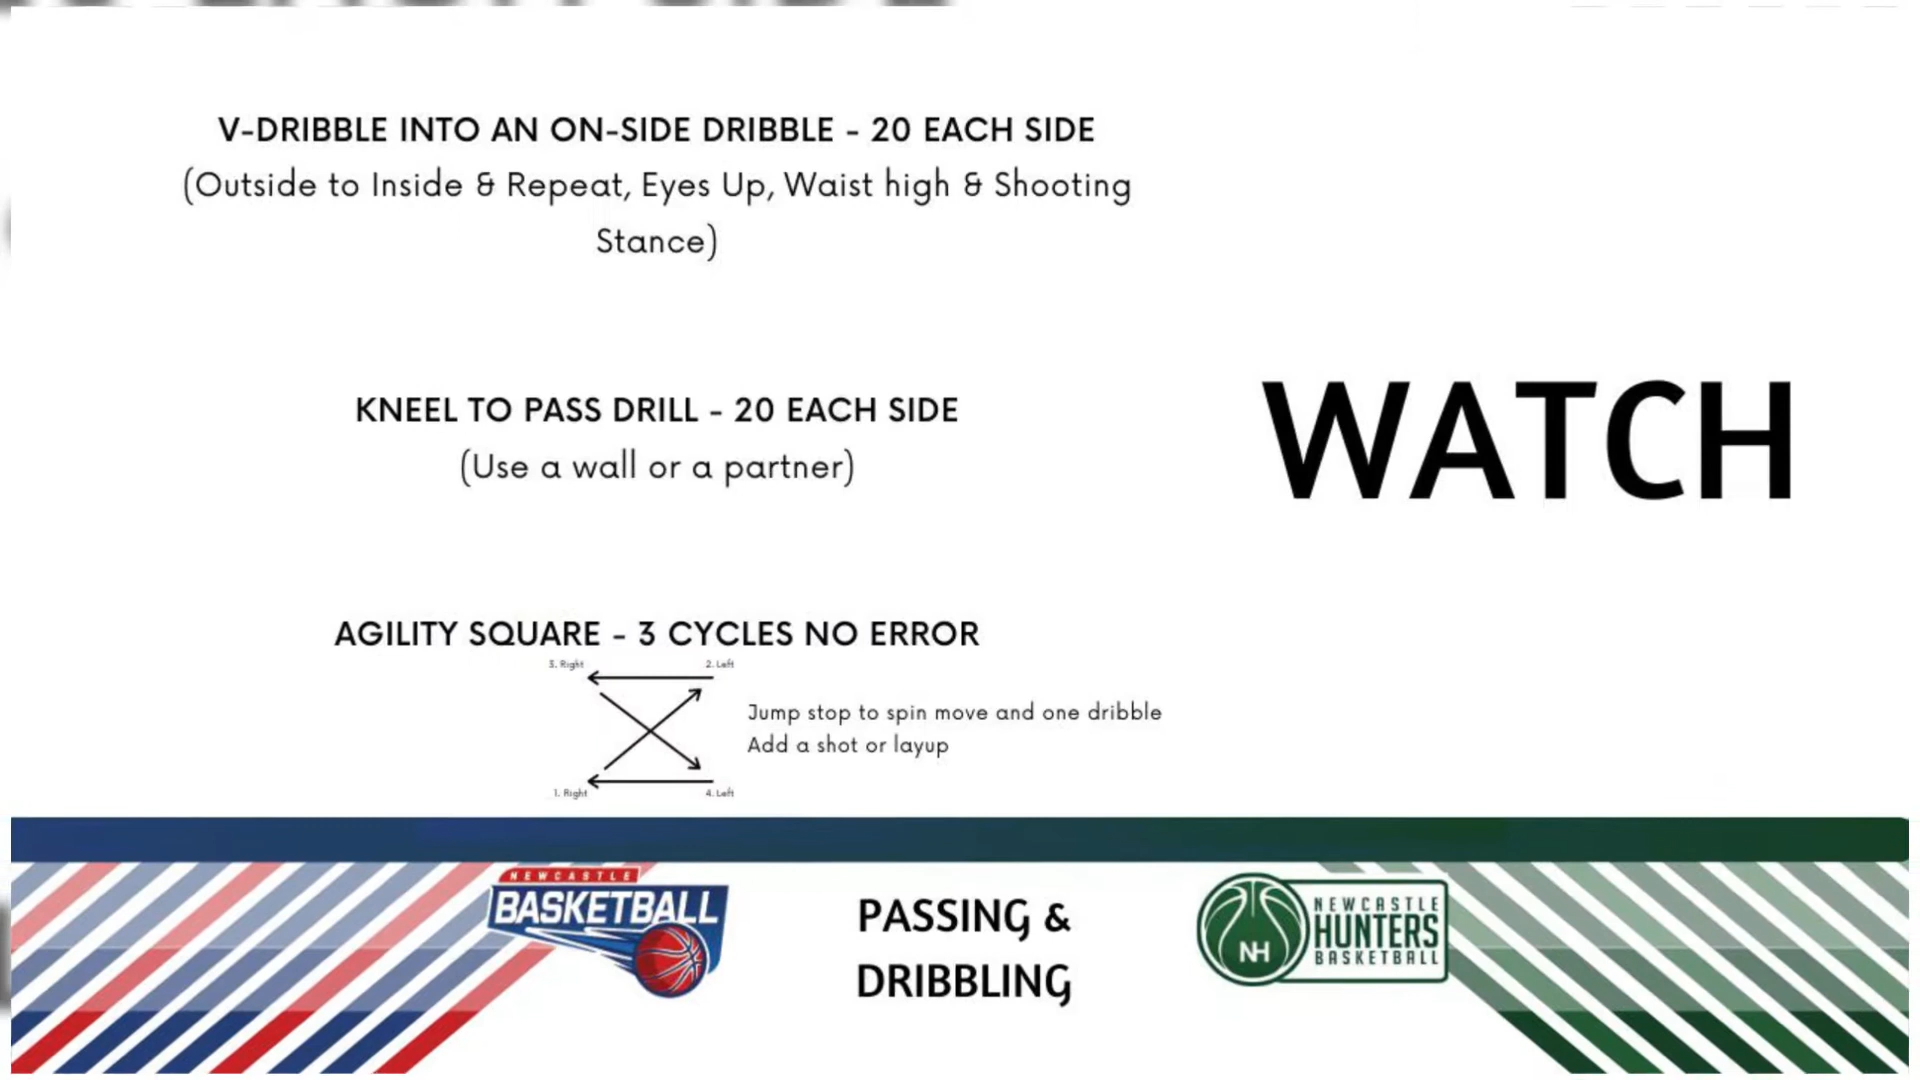 V-DRIBBLE INTO AN ON-SIDE DRIBBLE - 20 EACH SIDE
(Outside to Inside & Repeat, Eyes Up, Waist high & Shooting
Stance)
KNEEL TO PASS DRILL - 20 EACH SIDE
(Use a wall or a partner)
WATCH
AGILITY SQUARE - 3 CYCLES NO ERROR
3. Right
2. Left
Jump stop to spin move and one dribble
Add a shot or layup
1. Right
4. Left
NEWCASTLE
BASKETBALL
PASSING &
DRIBBLING
NH
NEWCASTLE
HUNTERS
BASKETBALL